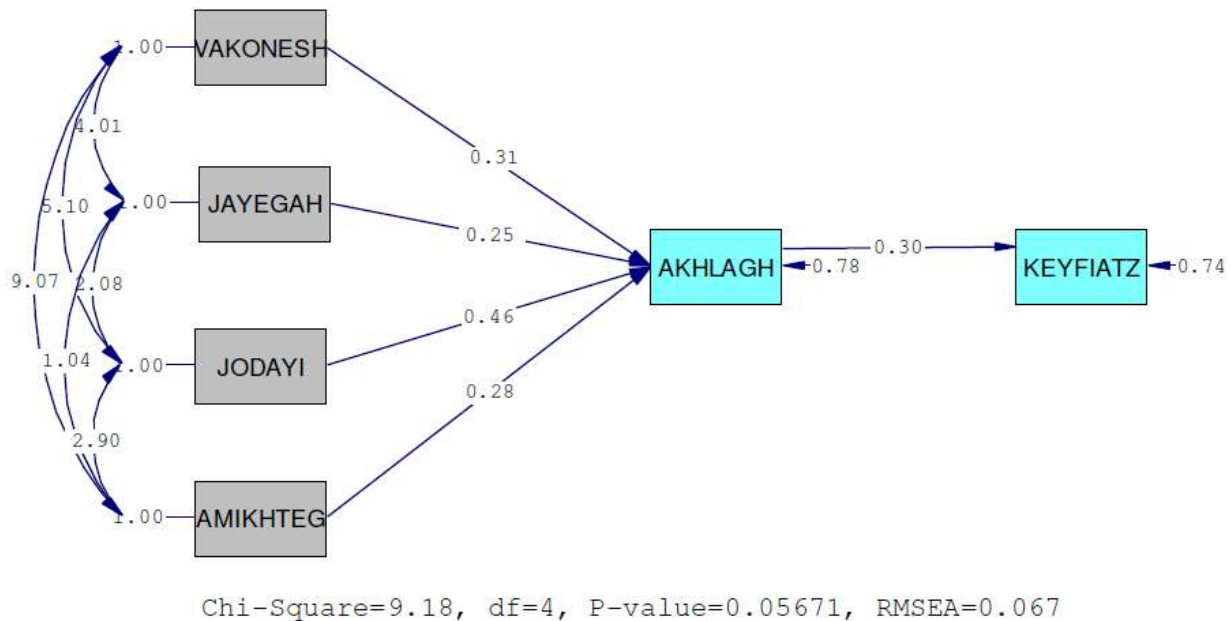 1.00
VAKONESH
4.01
0.31
1.00
JAYEGAH
5.10
0.25
AKHLAGH
0.30
KEYFIATZ
0.78
0.74
9.07
2.08
0.46
1.04
1.00
JODAYI
0.28
2.90
1.00
AMIKHTEG
Chi-Square=9.18, df=4, P-value=0.05671, RMSEA=0.067